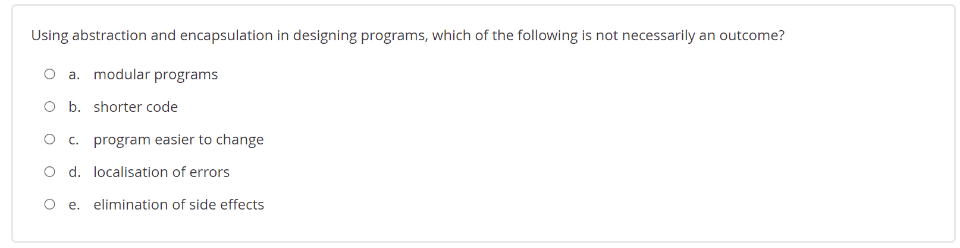 Using abstraction and encapsulation in designing programs, which of the following is not necessarily an outcome?
a. modular programs
b. shorter code
c. program easier to change
d. localisation of errors
e. elimination of side effects